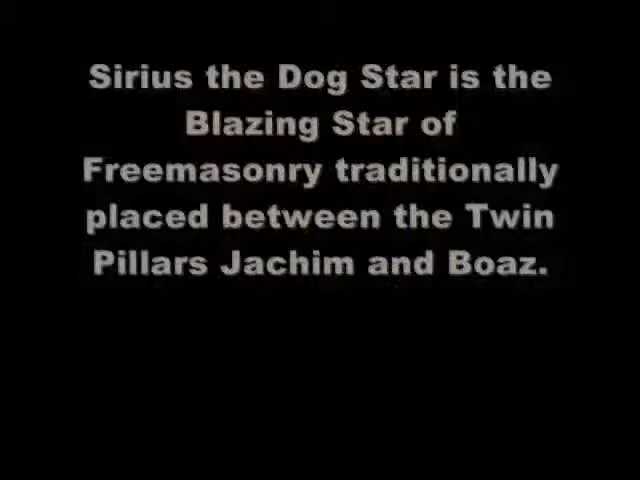 Sirius the Dog Star is the
Blazing Star of
Freemasonry traditionally
placed between the Twin
Pillars Jachim and Boaz.